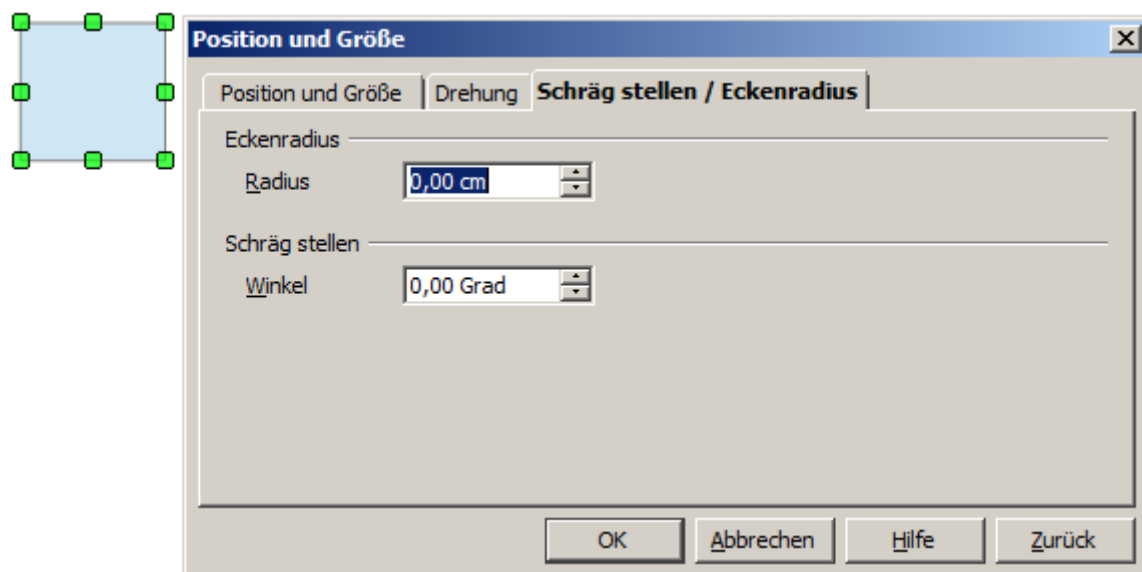 Position und Größe
Position und Größe Drehung Schräg stellen / Eckenradius
Eckenradius
Radius 0,00 cm
Schräg stellen
Winkel 0,00 Grad
OK Abbrechen Hilfe Zurück